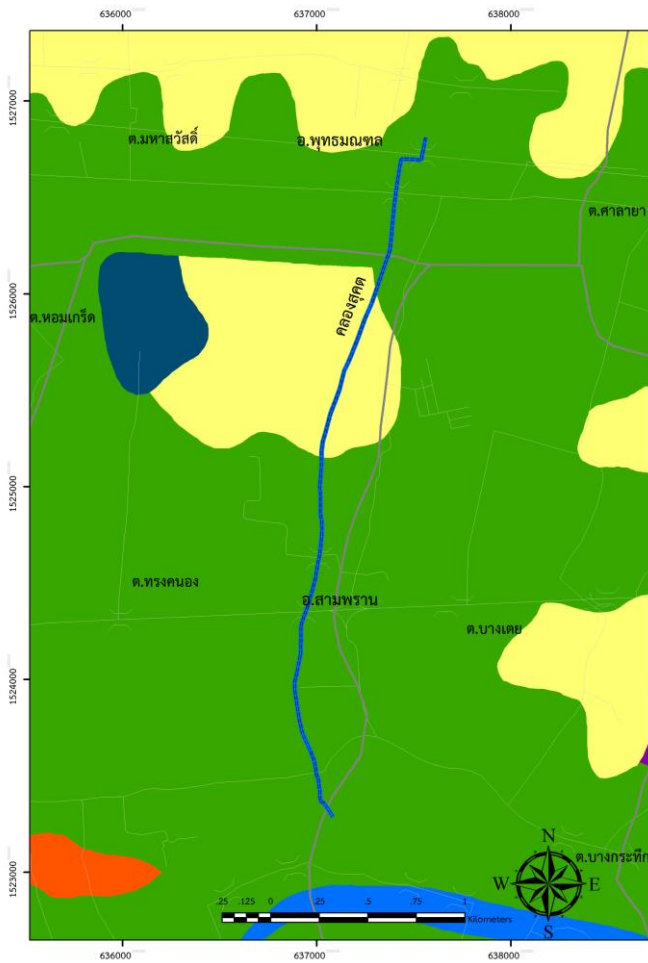 636000 637000 638000
1527000
ต.มหาสวัสดิ์
อ.พุทธมณฑล
ต.ศาลายา
1526000
คลองสุคต
ต.หอมเกร็ด
1525000
ต.ทรงคนอง
อ.สามพราน
ต.บางเตย
1524000
1523000
N
ต.บางกระทึก
W
E
S
.25 .125 0 .25 .5 .75 1
Kilometers
636000 637000 638000